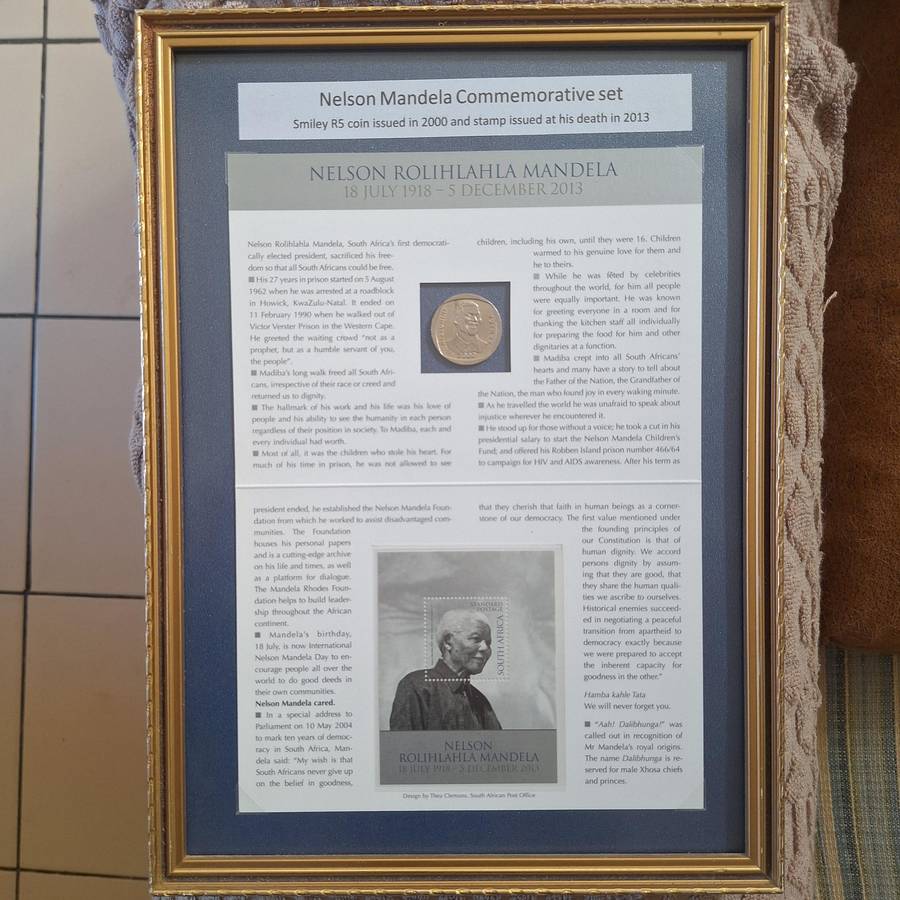 Nelson Mandela Commemorative set
Smiley R5 coin issued in 2000 and stamp issued at his death in 2013
NELSON ROLIHLAHLA MANDELA
18 JULY 1918 – 5 DECEMBER 2013
Nelson Rolihlahla Mandela, South Africa's first democrati-
cally elected president, sacrificed his free-
dom so that all South Africans could be free.
■ His 27 years in prison started on 5 August
1962 when he was arrested at a roadblock
in Howick, KwaZulu-Natal. It ended on
11 February 1990 when he walked out of
Victor Verster Prison in the Western Cape.
He greeted the waiting crowd "not as a
prophet, but as a humble servant of you,
the people".
■ Madiba's long walk freed all South Afri-
cans, irrespective of their race or creed and
returned us to dignity.
■ The hallmark of his work and his life was his love of
people and his ability to see the humanity in each person
regardless of their position in society. To Madiba, each and
every individual had worth.
■ Most of all, it was the children who stole his heart. For
much of his time in prison, he was not allowed to see
children, including his own, until they were 16. Children
warmed to his genuine love for them and
he to theirs.
■ While he was fêted by celebrities
throughout the world, for him all people
were equally important. He was known
for greeting everyone in a room and for
thanking the kitchen staff all individually
for preparing the food for him and other
dignitaries at a function.
■ Madiba crept into all South Africans'
hearts and many have a story to tell about
the Father of the Nation, the Grandfather of
the Nation, the man who found joy in every waking minute.
■ As he travelled the world he was unafraid to speak about
injustice wherever he encountered it.
■ He stood up for those without a voice; he took a cut in his
presidential salary to start the Nelson Mandela Children's
Fund; and offered his Robben Island prison number 466/64
to campaign for HIV and AIDS awareness. After his term as
president ended, he established the Nelson Mandela Foun-
dation from which he worked to assist disadvantaged com-
munities. The Foundation
houses his personal papers
and is a cutting-edge archive
on his life and times, as well
as a platform for dialogue.
The Mandela Rhodes Foun-
dation helps to build leader-
ship throughout the African
continent.
■ Mandela's birthday,
18 July, is now International
Nelson Mandela Day to en-
courage people all over the
world to do good deeds in
their own communities.
Nelson Mandela cared.
■ In a special address to
Parliament on 10 May 2004
to mark ten years of democ-
racy in South Africa, Man-
dela said: "My wish is that
South Africans never give up
on the belief in goodness,
that they cherish that faith in human beings as a corner-
stone of our democracy. The first value mentioned under
the founding principles of
our Constitution is that of
human dignity. We accord
persons dignity by assum-
ing that they are good, that
they share the human quali-
ties we ascribe to ourselves.
Historical enemies succeed-
ed in negotiating a peaceful
transition from apartheid to
democracy exactly because
we were prepared to accept
the inherent capacity for
goodness in the other."
Hamba kahle Tata
We will never forget you.
■ "Aah! Dalibhunga!" was
called out in recognition of
Mr Mandela's royal origins.
The name Dalibhunga is re-
served for male Xhosa chiefs
and princes.
STANDARD
POSTAGE
SOUTH AFRICA
NELSON
ROLIHLAHLA MANDELA
18 JULY 1918 – 5 DECEMBER 2013
Design by Thea Clemons, South African Post Office